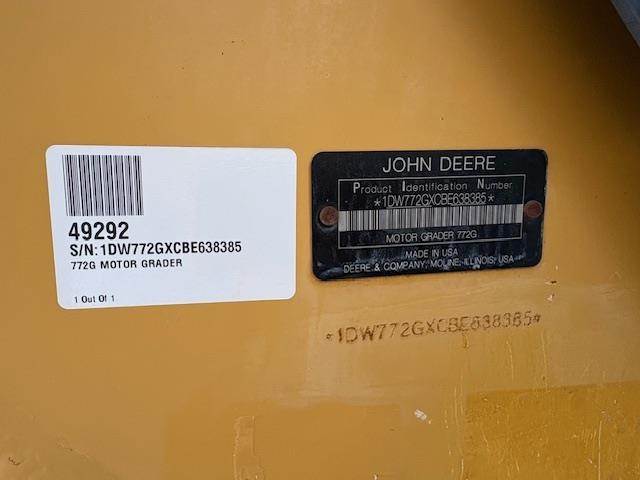 49292
S/N: 1DW772GXCBE638385
772G MOTOR GRADER
1 Out Of 1
JOHN DEERE
Product Identification Number
*1DW772GXCBE638385*
MOTOR GRADER 772G
MADE IN USA
DEERE & COMPANY, MOLINE, ILLINOIS, USA
*1DW772GXCBE638385*